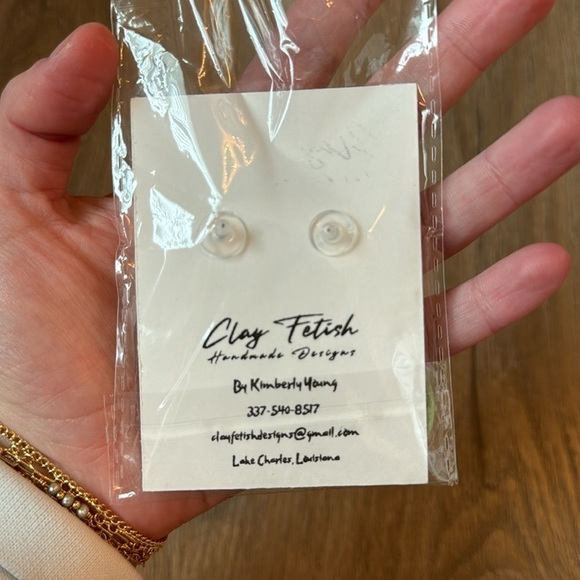 Clay Fetish
Handmade Designs
By Kimberly Young
337-540-8517
clayfetishdesigns@gmail.com
Lake Charles, Louisiana